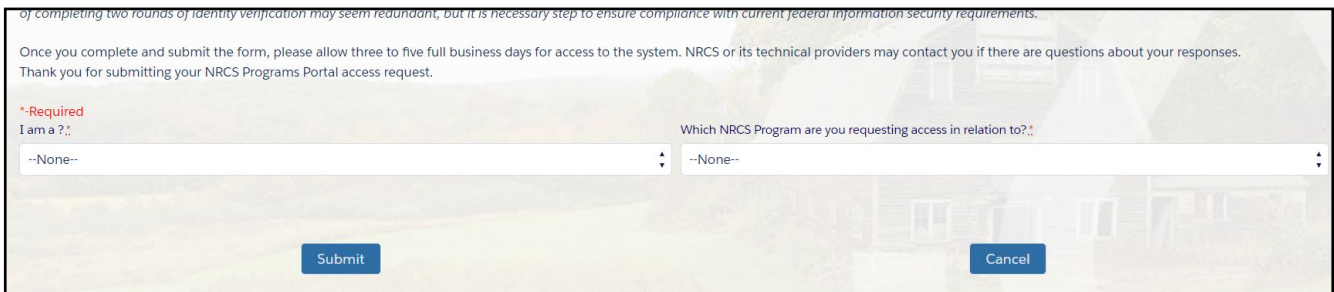 of completing two rounds of identity verification may seem redundant, but it is necessary step to ensure compliance with current federal information security requirements.
Once you complete and submit the form, please allow three to five full business days for access to the system. NRCS or its technical providers may contact you if there are questions about your responses.
Thank you for submitting your NRCS Programs Portal access request.
*-Required
I am a ?.*
Which NRCS Program are you requesting access in relation to?.*
--None--
--None--
Submit
Cancel